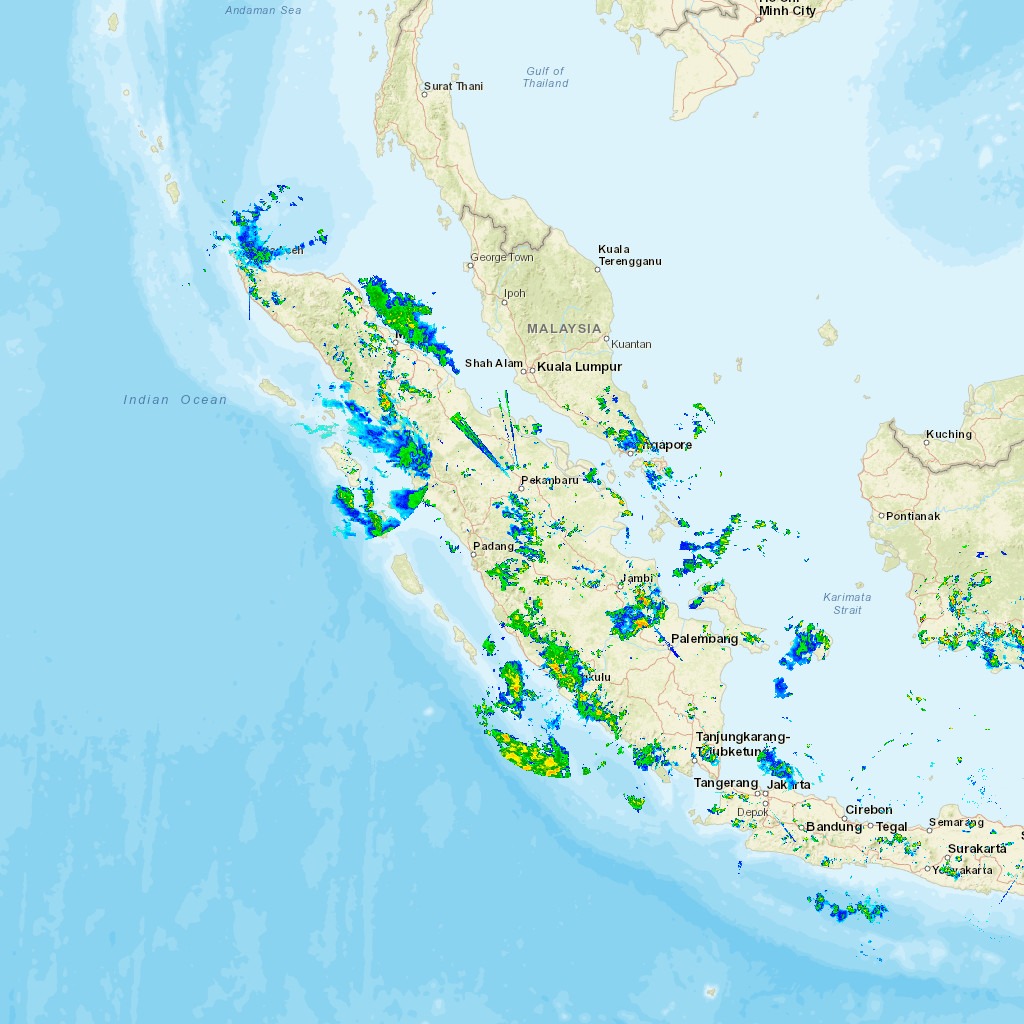 Andaman Sea
Minh City
Gulf of
Thailand
Surat Thani
Kuala
Terengganu
George Town
Ipoh
MALAYSIA
Kuantan
Shah Alam
Kuala Lumpur
Indian Ocean
Kuching
Pekanbaru
Pontianak
Padang
Jambi
Karimata
Strait
Palembang
Tanjungkarang-
Tangerang
Jakarta
Depok
Cirebon
Bandung
Tegal
Semarang
Surakarta